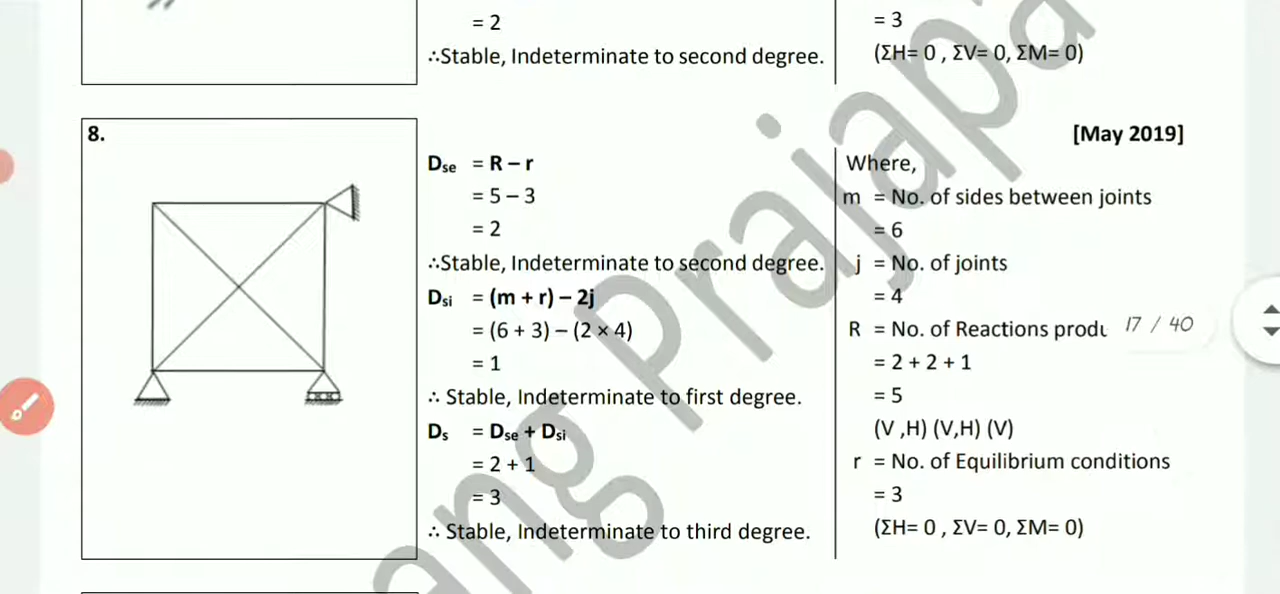 = 2
∴Stable, Indeterminate to second degree.
= 3
(ΣH= 0 , ΣV= 0, ΣM= 0)
8.
[May 2019]
Dse = R – r
= 5 – 3
= 2
∴Stable, Indeterminate to second degree.
Dsi = (m + r) – 2j
= (6 + 3) – (2 × 4)
= 1
∴ Stable, Indeterminate to first degree.
Ds = Dse + Dsi
= 2 + 1
= 3
∴ Stable, Indeterminate to third degree.
Where,
m = No. of sides between joints
= 6
j = No. of joints
= 4
R = No. of Reactions
= 2 + 2 + 1
= 5
(V ,H) (V,H) (V)
r = No. of Equilibrium conditions
= 3
(ΣH= 0 , ΣV= 0, ΣM= 0)
17 / 40